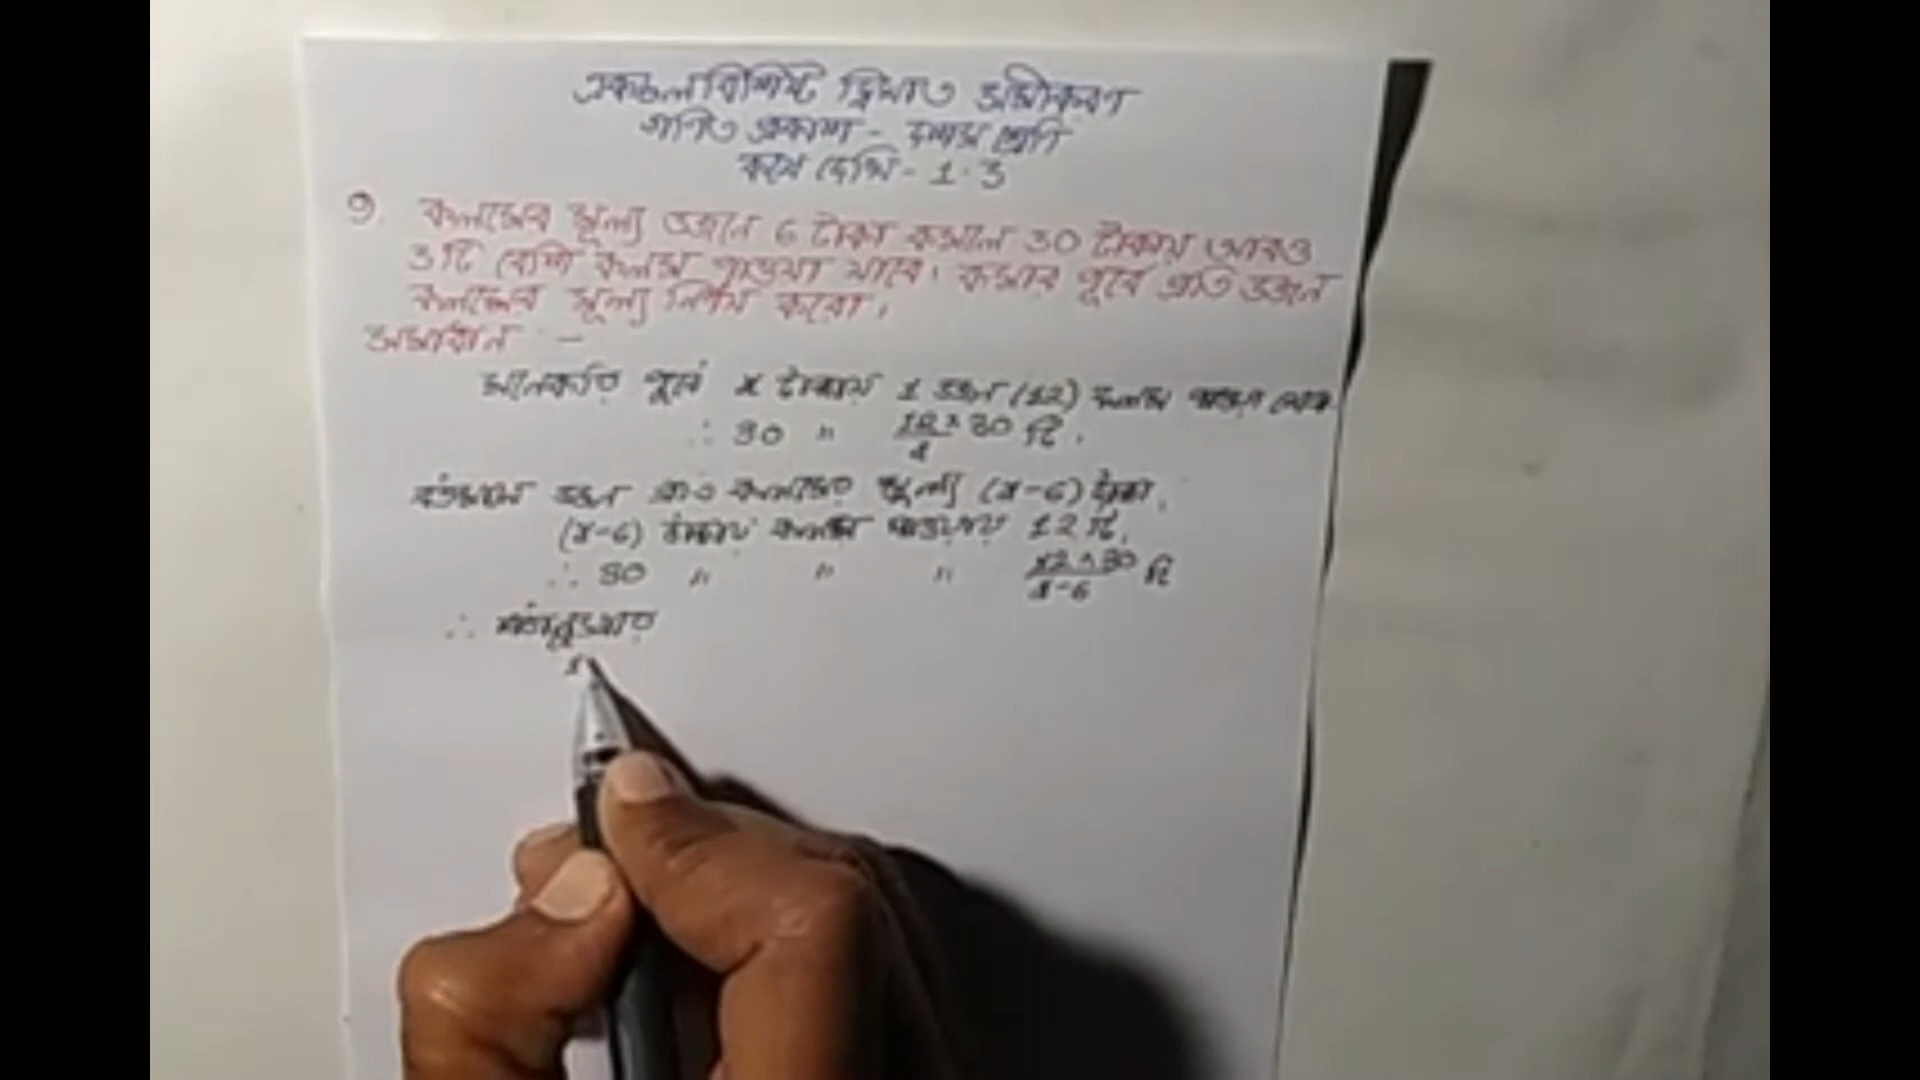 একচলবিশিষ্ট দ্বিঘাত সমীকরণ
গণিত প্রকাশ - দশম শ্রেণি
কষে দেখি - 1.3
9. কলমের মূল্য ডজনে 6 টাকা কমলে 30 টাকায় আরও
3টি বেশি কলম পাওয়া যাবে। কমার পূর্বে প্রতি ডজন
কলমের মূল্য নির্ণয় করো।
সমাধান :-
মনেকরি পূর্বে x টাকায় 1 ডজন (12) কলম পাওয়া যেত
∴ 30 " 12×30/x টি।
বর্তমানে ডজন প্রতি কলমের মূল্য (x-6) টাকা,
(x-6) টাকায় কলম পাওয়াযায় 12 টি,
∴ 30 " " " 12×30/x-6 টি
∴ শর্তানুসারে
1